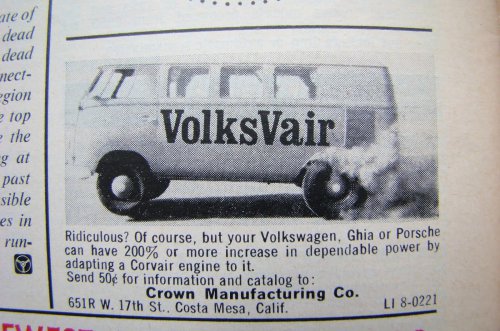 ate of
dead
dead
nect-
egion
e top
e the
g at
past
sible
es in
run-
VolksVair
Ridiculous? Of course, but your Volkswagen, Ghia or Porsche
can have 200% or more increase in dependable power by
adapting a Corvair engine to it.
Send 50¢ for information and catalog to:
Crown Manufacturing Co.
651R W. 17th St., Costa Mesa, Calif. LI 8-0221